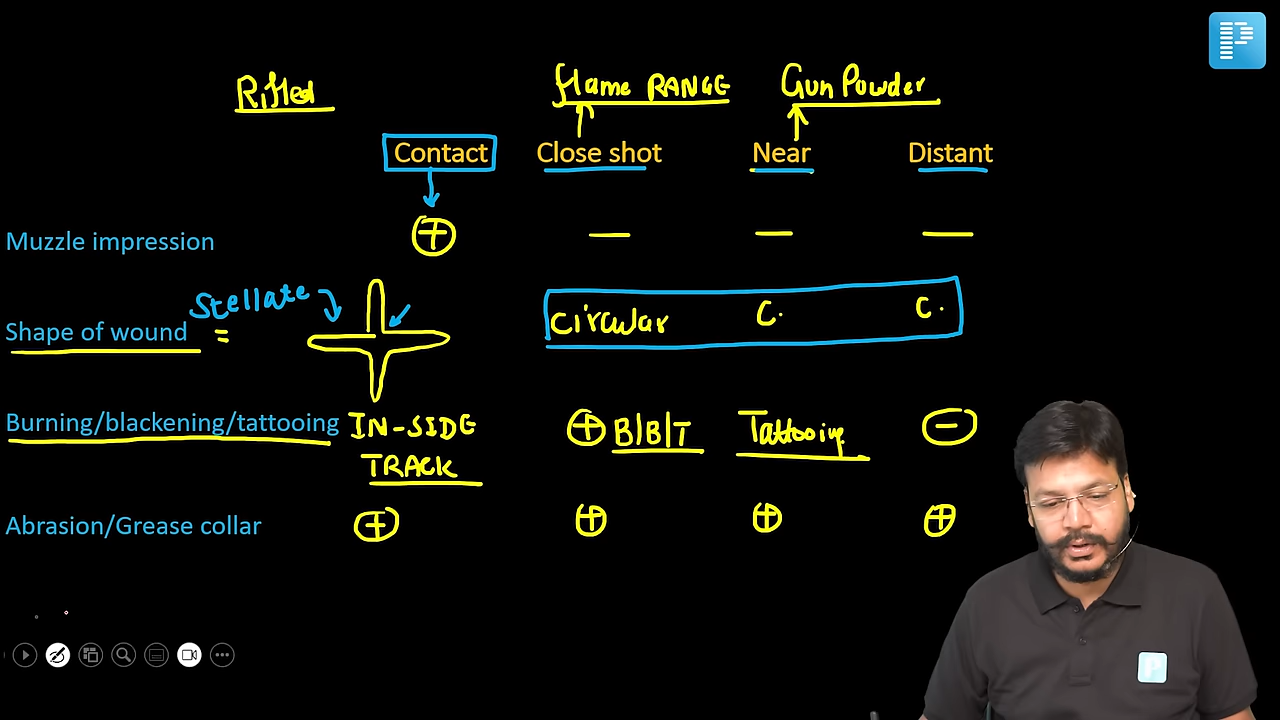 Rifled flame RANGE Gun Powder
Contact Close shot Near Distant
Muzzle impression + — — —
Stellate
Shape of wound = circular C. C.
Burning/blackening/tattooing IN-SIDE TRACK + B/B/T Tattooing -
Abrasion/Grease collar + + + +
P
P